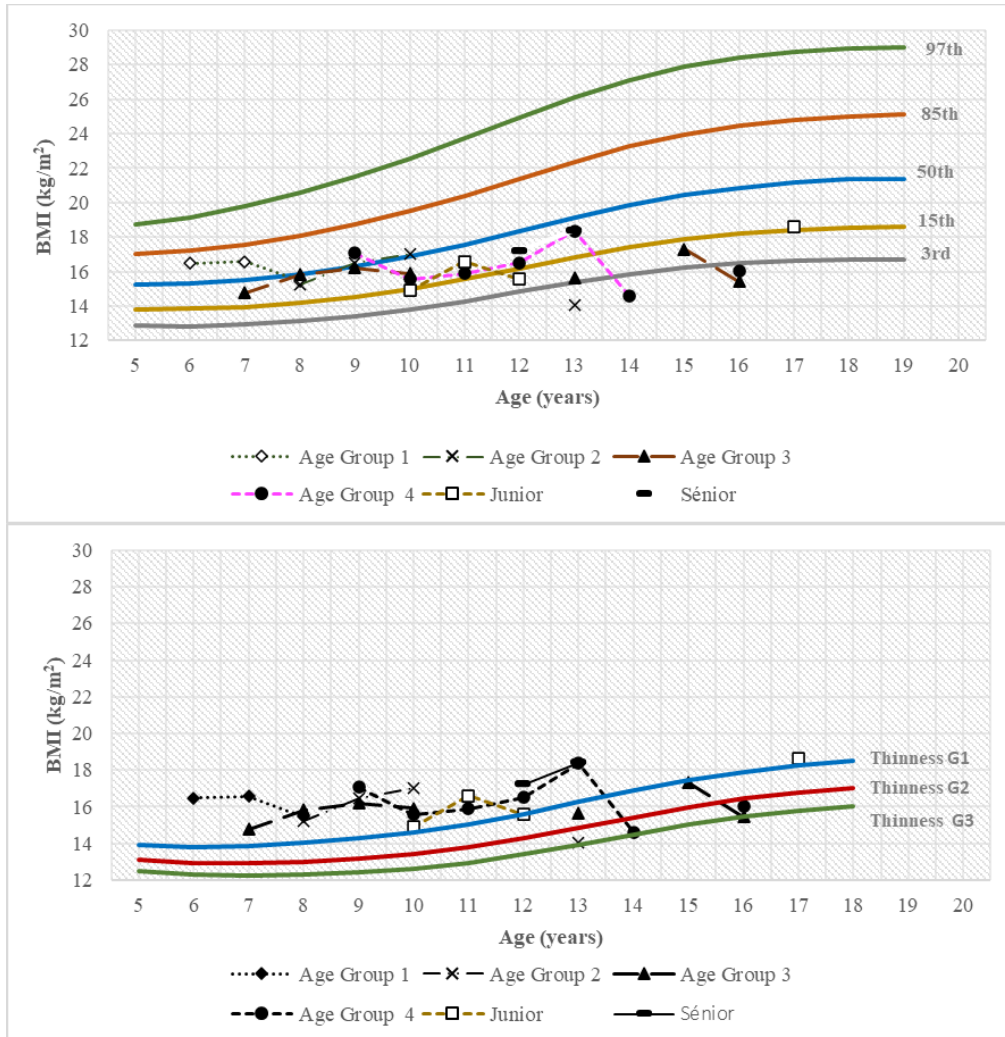 30
28
26
24
22
20
18
16
14
12
BMI (kg/m²)
97th
85th
50th
15th
3rd
5 6 7 8 9 10 11 12 13 14 15 16 17 18 19 20
Age (years)
Age Group 1 Age Group 2 Age Group 3
Age Group 4 Junior Sénior
30
28
26
24
22
20
18
16
14
12
BMI (kg/m²)
Thinness G1
Thinness G2
Thinness G3
5 6 7 8 9 10 11 12 13 14 15 16 17 18 19 20
Age (years)
Age Group 1 Age Group 2 Age Group 3
Age Group 4 Junior Sénior